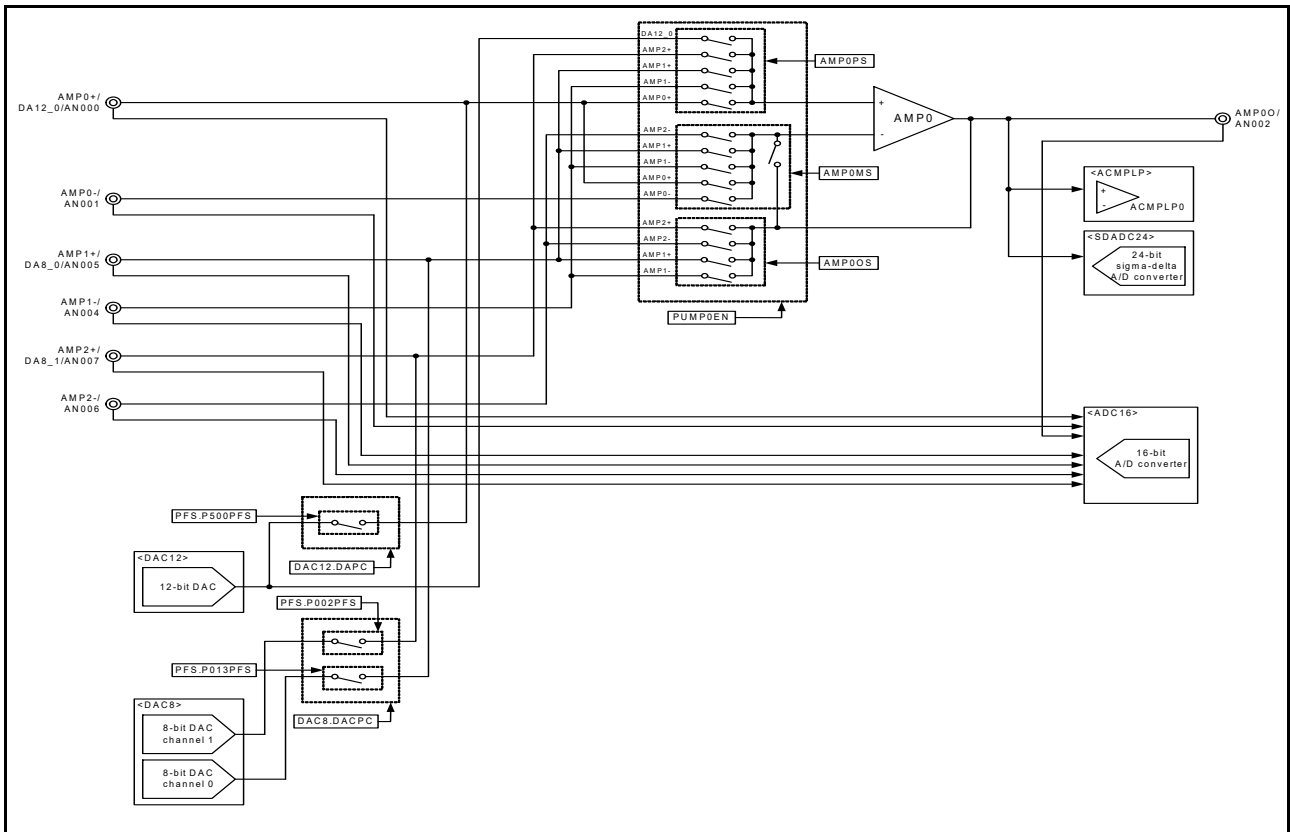 DA12_0
AMP2+
AMP1+
AMP1-
AMP0+
AMP0PS
AMP0+/
DA12_0/AN000
+
-
AMP0
AMP0O/
AN002
AMP2-
AMP1+
AMP1-
AMP0+
AMP0-
AMP0MS
<ACMPLP>
+
-
ACMPLP0
AMP0-/
AN001
AMP2+
AMP2-
AMP1+
AMP1-
AMP0OS
<SDADC24>
24-bit
sigma-delta
A/D converter
AMP1+/
DA8_0/AN005
AMP1-/
AN004
PUMP0EN
AMP2+/
DA8_1/AN007
AMP2-/
AN006
<ADC16>
16-bit
A/D converter
PFS.P500PFS
DAC12.DAPC
<DAC12>
12-bit DAC
PFS.P002PFS
PFS.P013PFS
DAC8.DACPC
<DAC8>
8-bit DAC
channel 1
8-bit DAC
channel 0